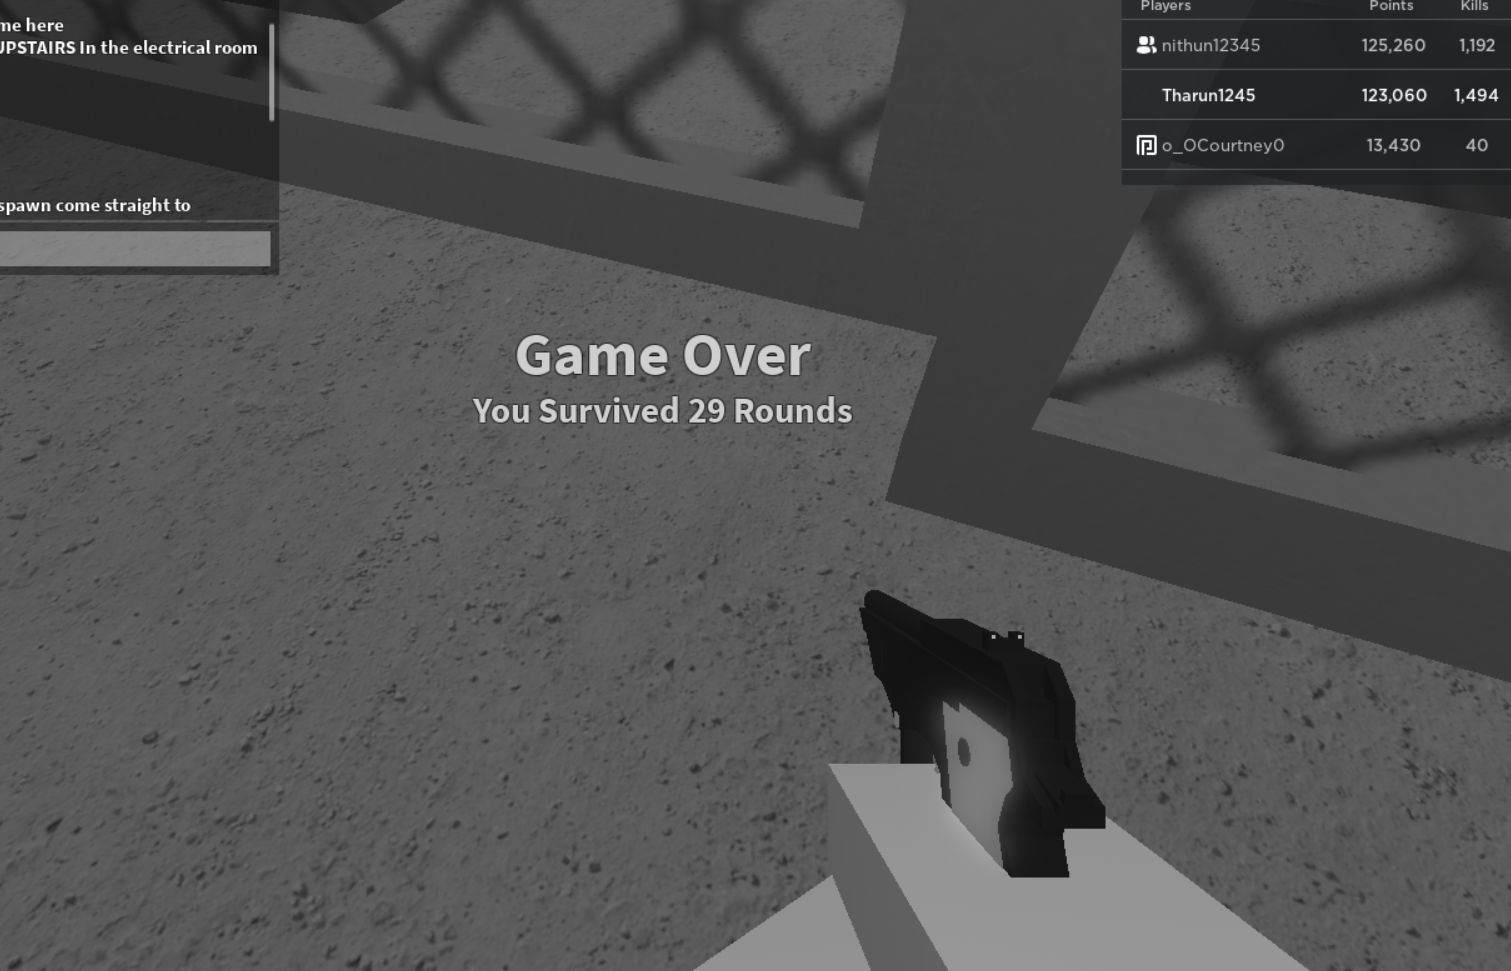 me here
UPSTAIRS In the electrical room
spawn come straight to
Players Points Kills
nithun12345 125,260 1,192
Tharun1245 123,060 1,494
o_OCourtney0 13,430 40
Game Over
You Survived 29 Rounds